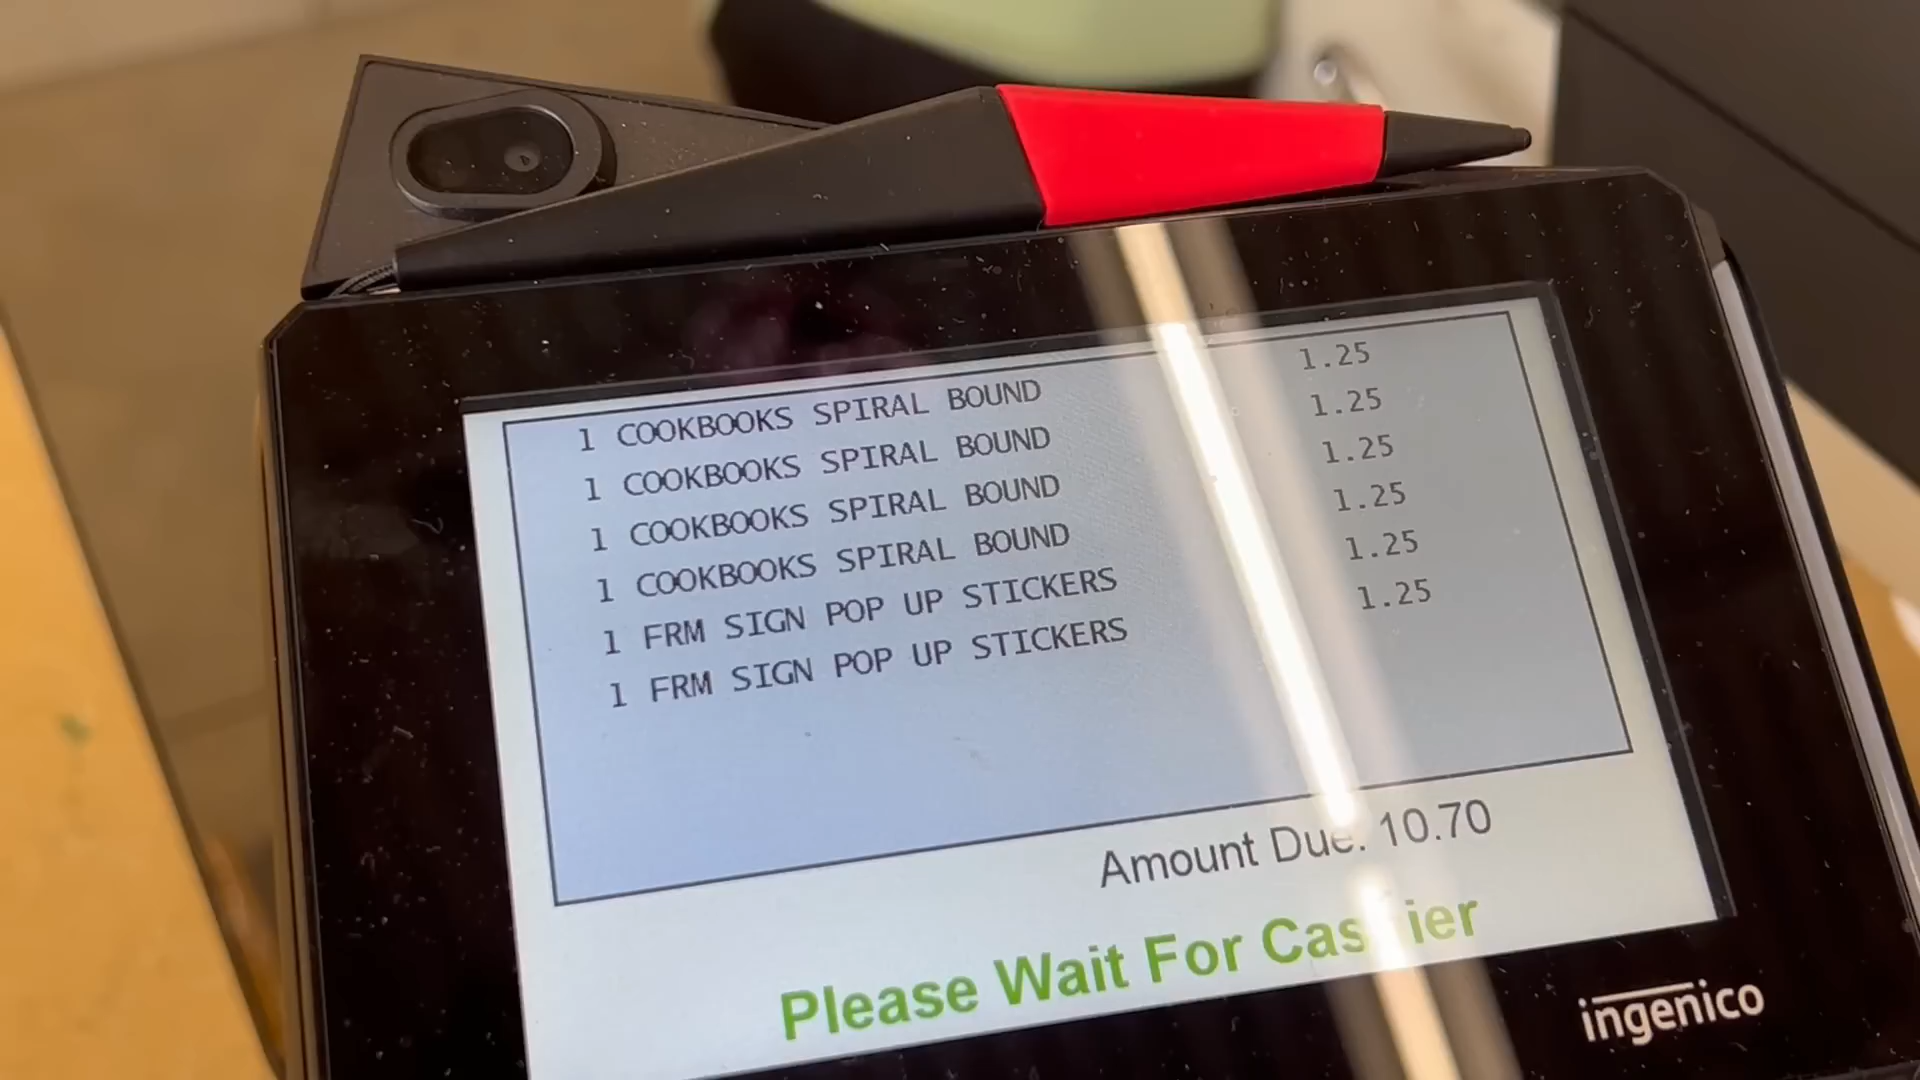 1 COOKBOOKS SPIRAL BOUND 1.25
1 COOKBOOKS SPIRAL BOUND 1.25
1 COOKBOOKS SPIRAL BOUND 1.25
1 COOKBOOKS SPIRAL BOUND 1.25
1 FRM SIGN POP UP STICKERS 1.25
1 FRM SIGN POP UP STICKERS 1.25
Amount Due: 10.70
Please Wait For Cashier
ingenico